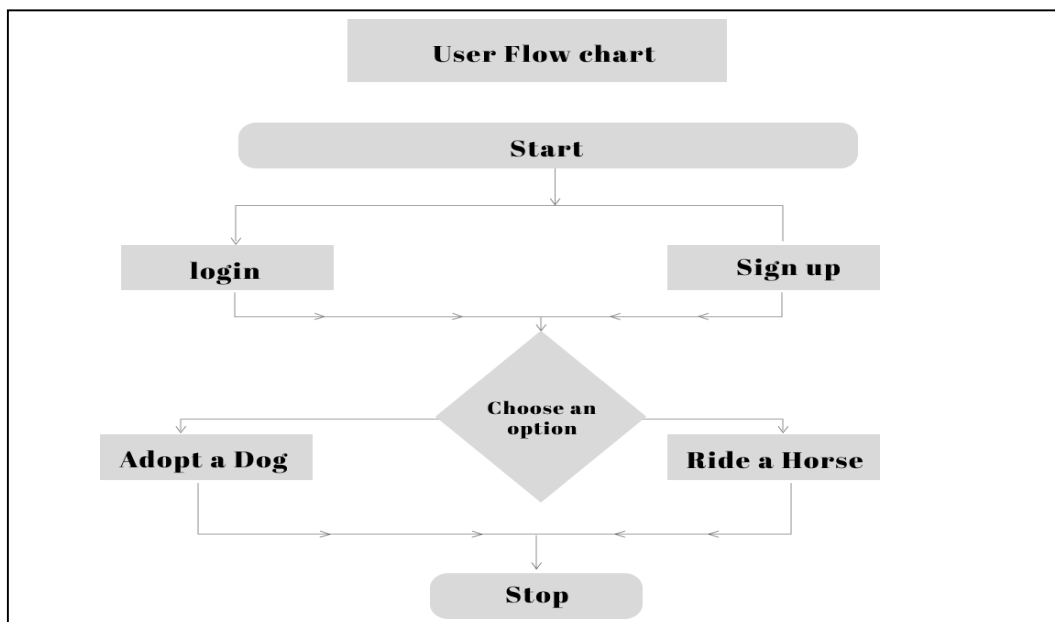 User Flow chart
Start
login
Sign up
Choose an
option
Adopt a Dog
Ride a Horse
Stop